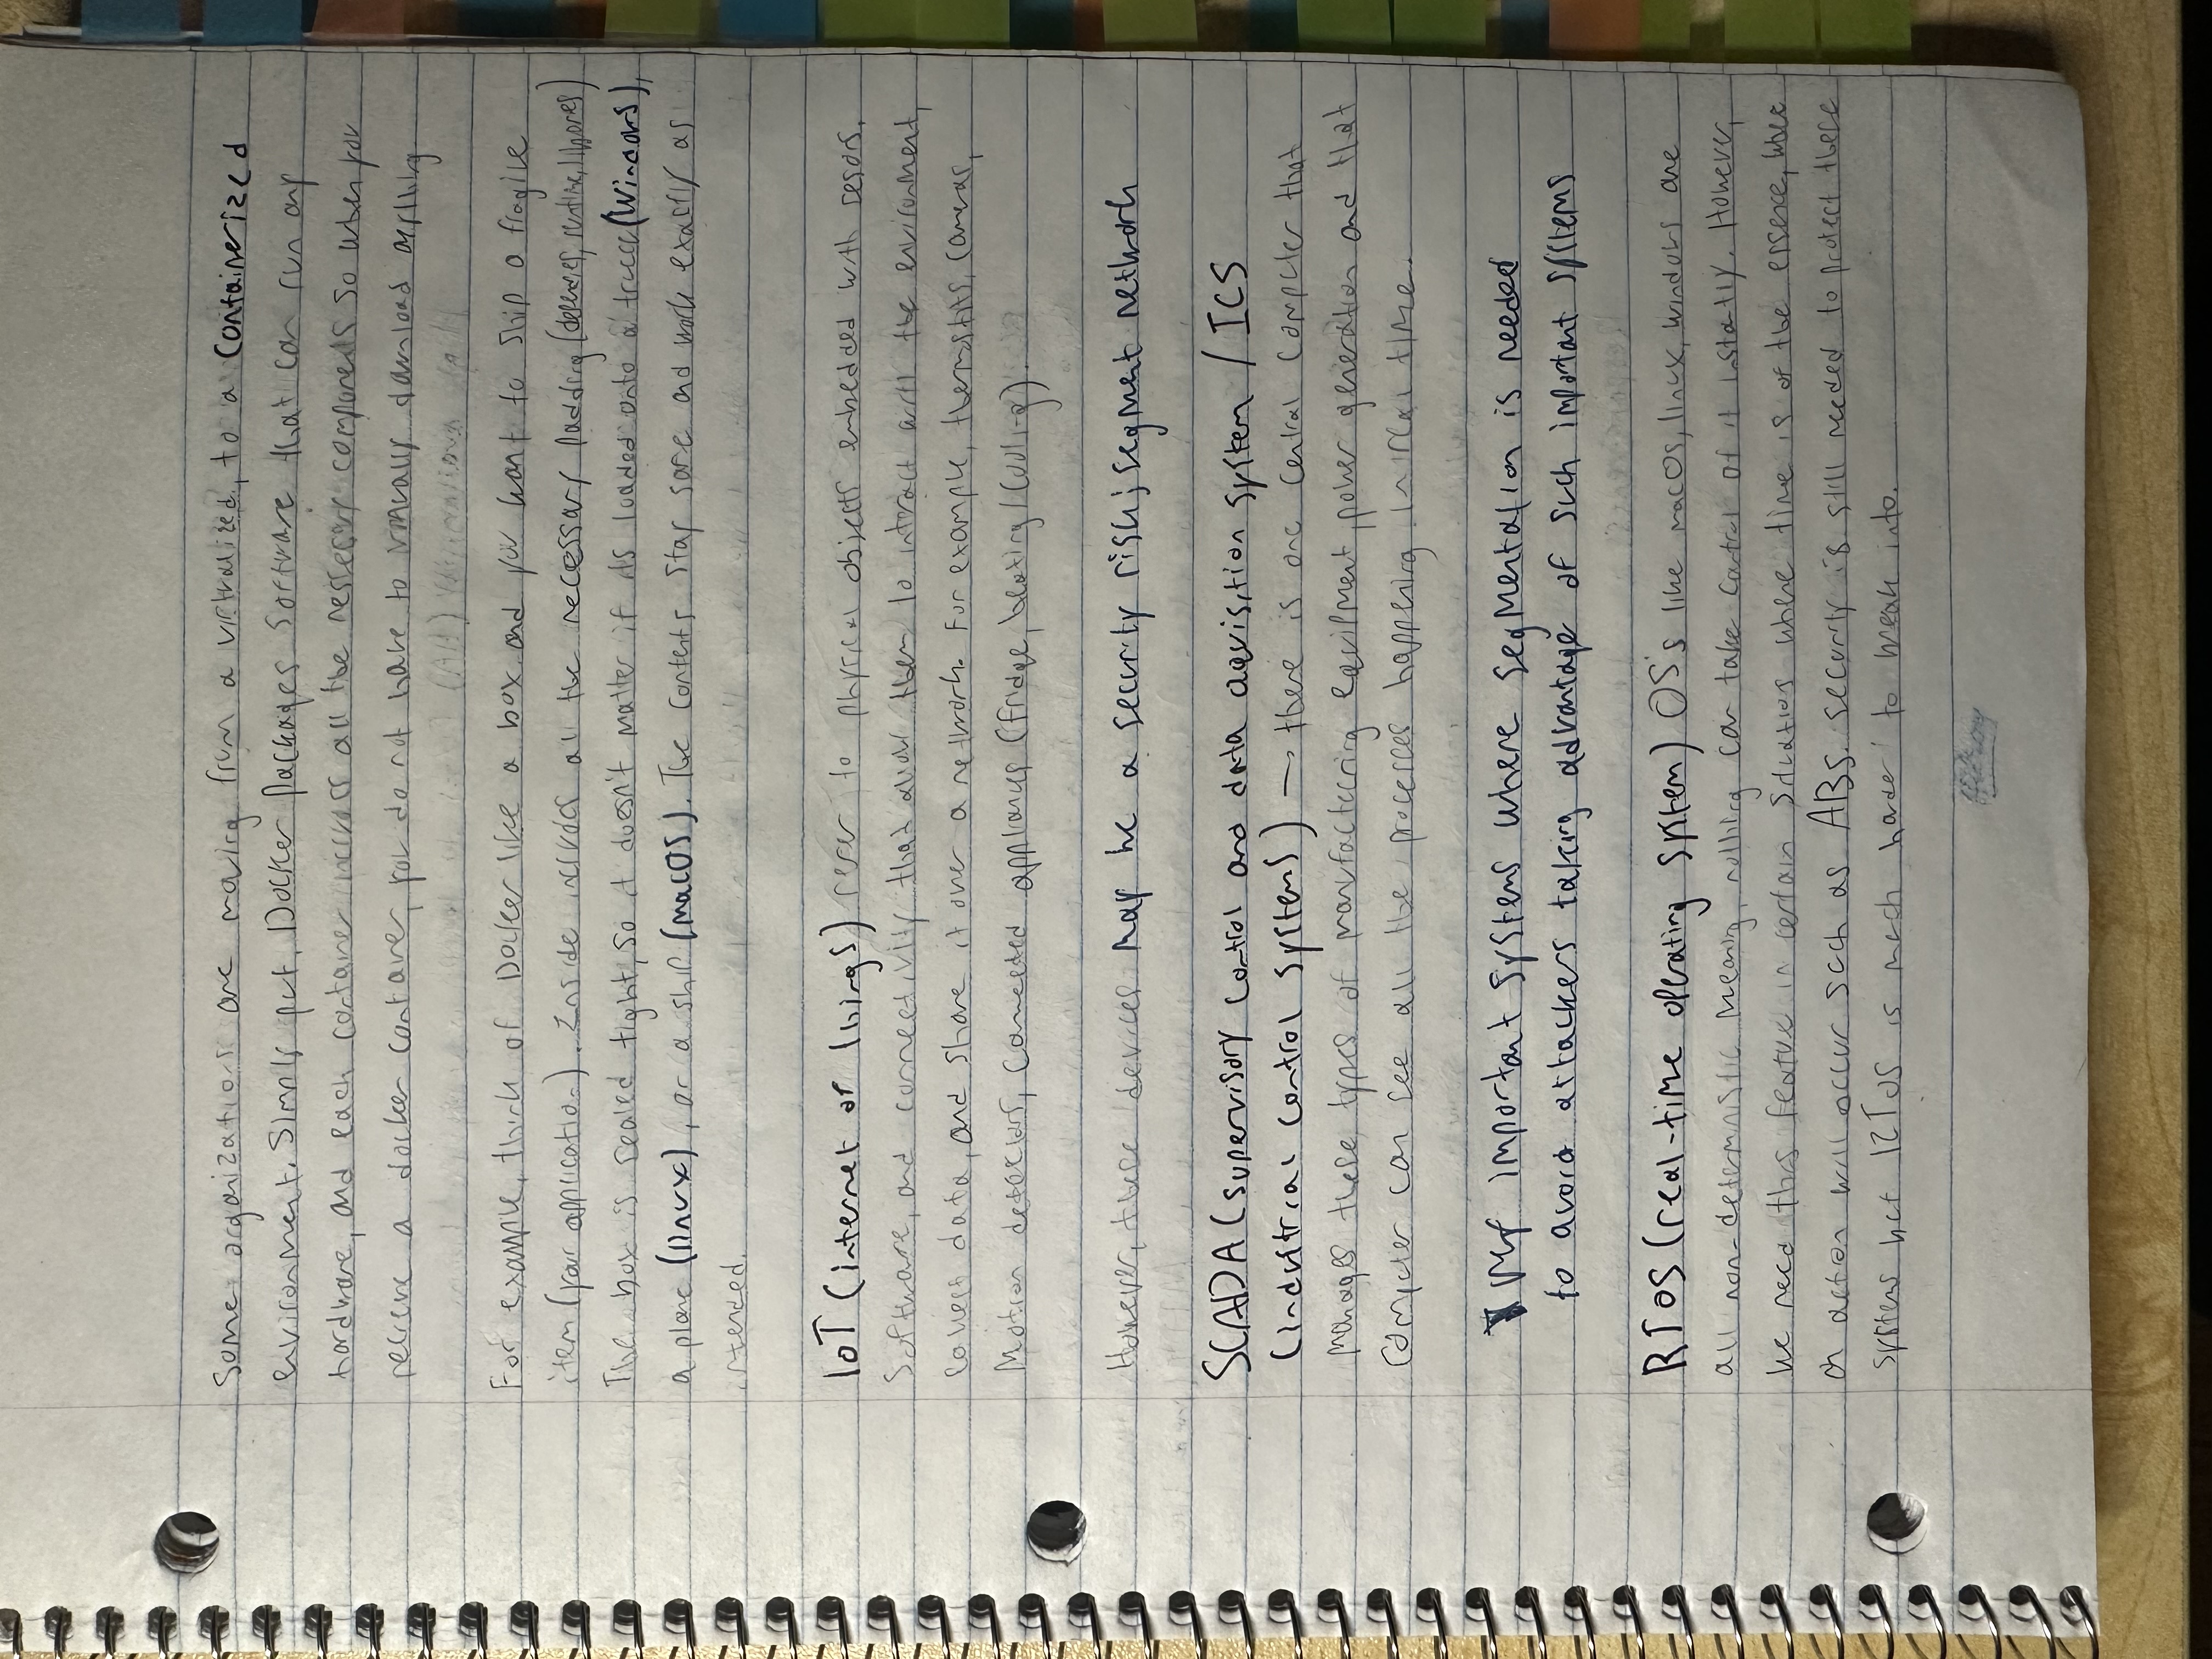 Some organizations are moving from a virtualized, to a containerized
environment. Simply put, Docker packages software that can run any
hardware, and each container includes all the nessecary components so when you
recieve a docker container, you do not have to manually download anything
For example, think of Docker like a box and you want to ship a fragile
item (your application). Inside includes all the necessary padding (depencies, runtime, libraries)
The box is sealed tight, so it doesn't matter if its loaded onto a truck (Windows),
a plane (linux), or a ship (macOS). The contents stay safe and work exactly as
intended.
IoT (internet of things) refer to physical objects embedded with sesors,
software, and connectivity that allow them to interact with the environment,
collect data, and share it over a network. For example, thermostats, cameras,
Motion detectors, connected appliances (fridge, heating/cooling).
However, these devices may be a security risk; segment network
SCADA (supervisory control and data aquisition system / ICS
(industrial control systems) → there is one central computer that
manages these types of manufacturing equipment, power generation and that
computer can see all the processes happening in real time.
very important systems where segmentation is needed
to avoid attackers taking advantage of such important systems
RTOS (real-time operating system) OS's like macOS, linux, windows are
all non-deterministic meaning, nothing can take control of it instantly. However,
we need this feature in certain situations where time is of the essence, where
an action will occur such as ABS. security is still needed to protect these
systems but RTOS is much harder to break into.